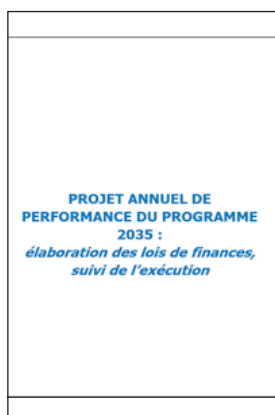 PROJET ANNUEL DE
PERFORMANCE DU PROGRAMME
2035 :
élaboration des lois de finances,
suivi de l'exécution